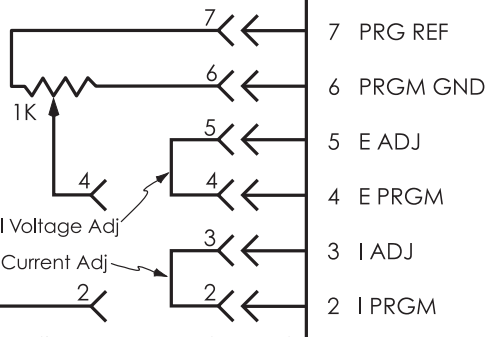 7 7 PRG REF
6 6 PRGM GND
1K
5 5 E ADJ
4 4 4 E PRGM
l Voltage Adj
3 3 I ADJ
Current Adj
2 2 2 I PRGM